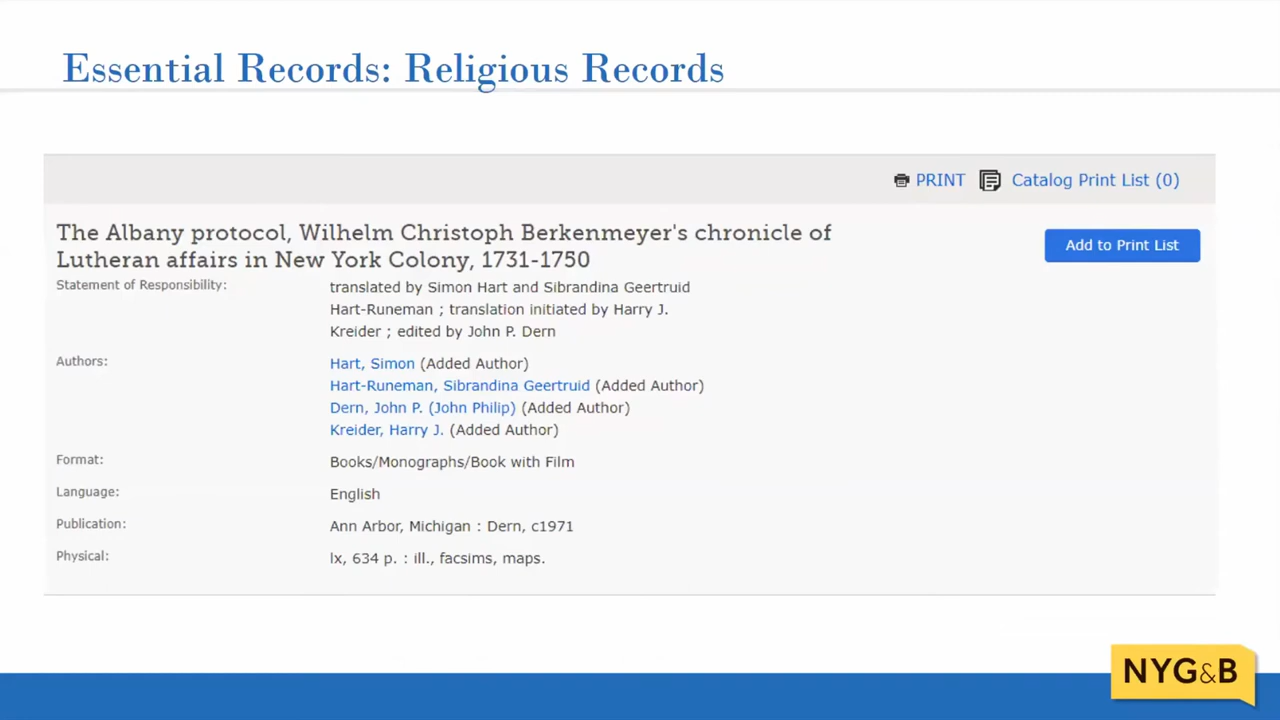 Essential Records: Religious Records
PRINT Catalog Print List (0)
The Albany protocol, Wilhelm Christoph Berkenmeyer's chronicle of
Lutheran affairs in New York Colony, 1731-1750
Add to Print List
Statement of Responsibility: translated by Simon Hart and Sibrandina Geertruid
Hart-Runeman ; translation initiated by Harry J.
Kreider ; edited by John P. Dern
Authors: Hart, Simon (Added Author)
Hart-Runeman, Sibrandina Geertruid (Added Author)
Dern, John P. (John Philip) (Added Author)
Kreider, Harry J. (Added Author)
Format: Books/Monographs/Book with Film
Language: English
Publication: Ann Arbor, Michigan : Dern, c1971
Physical: lx, 634 p. : ill., facsims, maps.
NYG&B